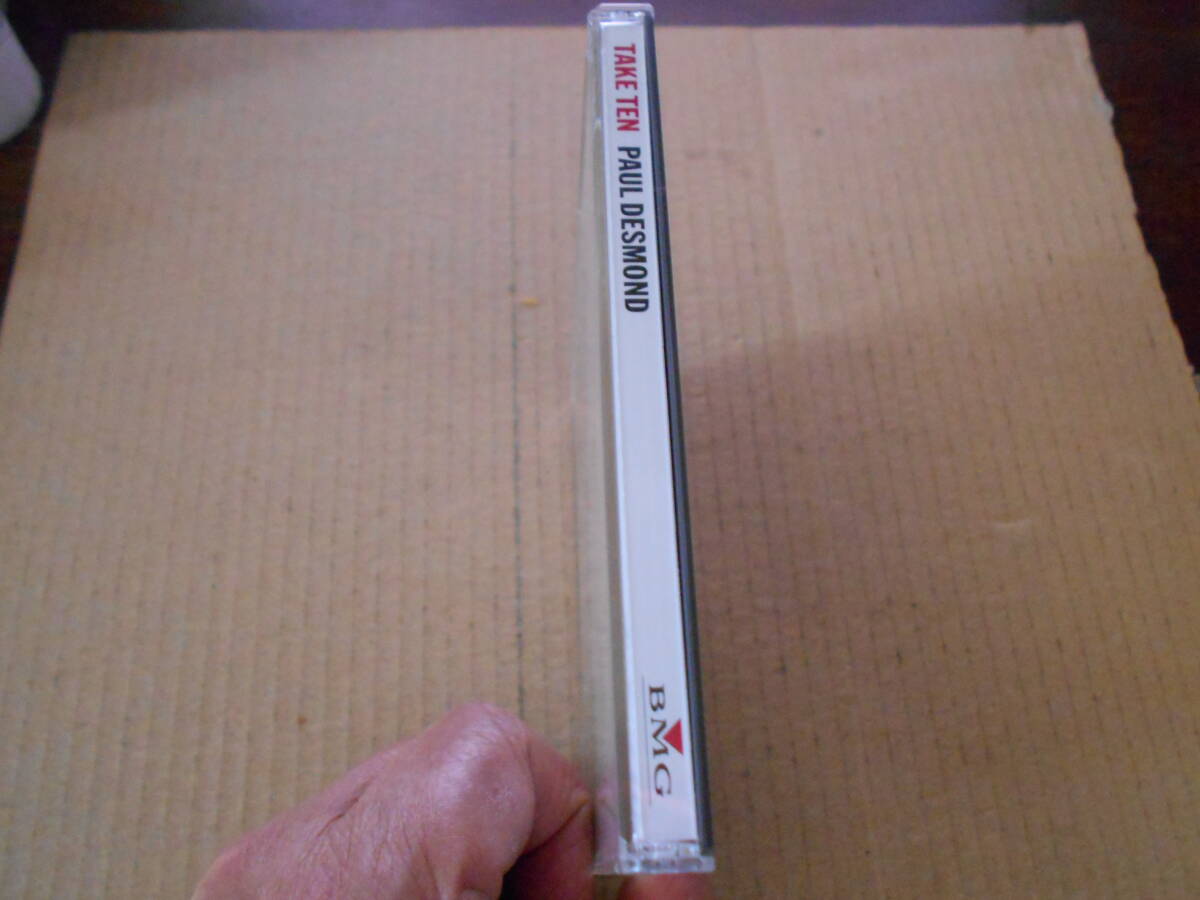 TAKE TEN PAUL DESMOND
BMG